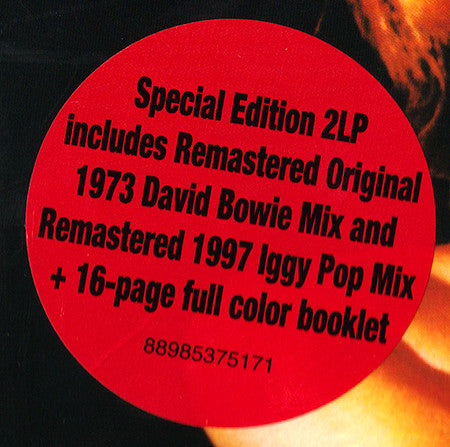 Special Edition 2LP
includes Remastered Original
1973 David Bowie Mix and
Remastered 1997 Iggy Pop Mix
+ 16-page full color booklet
88985375171